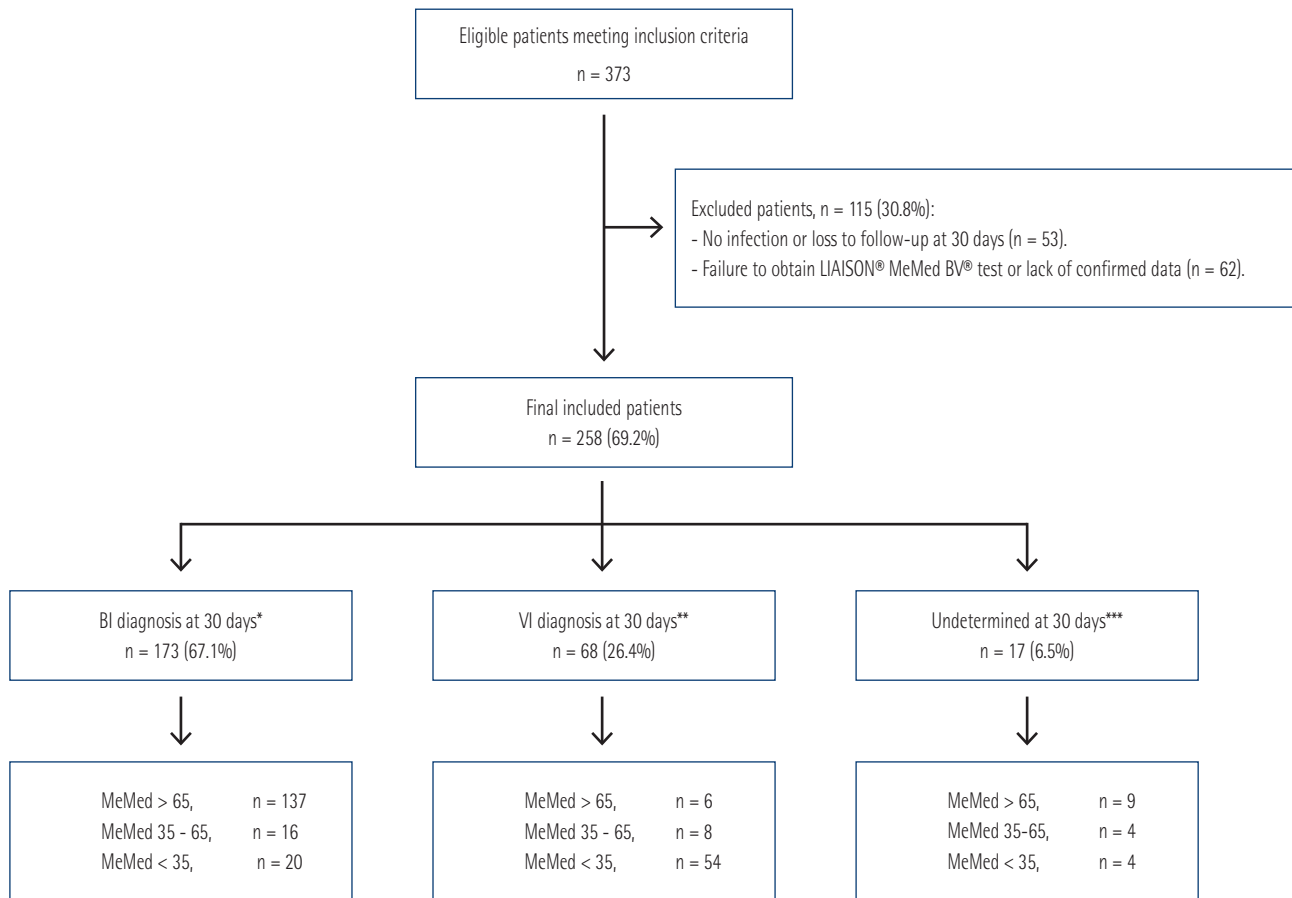 Eligible patients meeting inclusion criteria
n = 373
Excluded patients, n = 115 (30.8%):
- No infection or loss to follow-up at 30 days (n = 53).
- Failure to obtain LIAISON® MeMed BV® test or lack of confirmed data (n = 62).
Final included patients
n = 258 (69.2%)
BI diagnosis at 30 days*
n = 173 (67.1%)
VI diagnosis at 30 days**
n = 68 (26.4%)
Undetermined at 30 days***
n = 17 (6.5%)
MeMed > 65, n = 137
MeMed 35 - 65, n = 16
MeMed < 35, n = 20
MeMed > 65, n = 6
MeMed 35 - 65, n = 8
MeMed < 35, n = 54
MeMed > 65, n = 9
MeMed 35-65, n = 4
MeMed < 35, n = 4